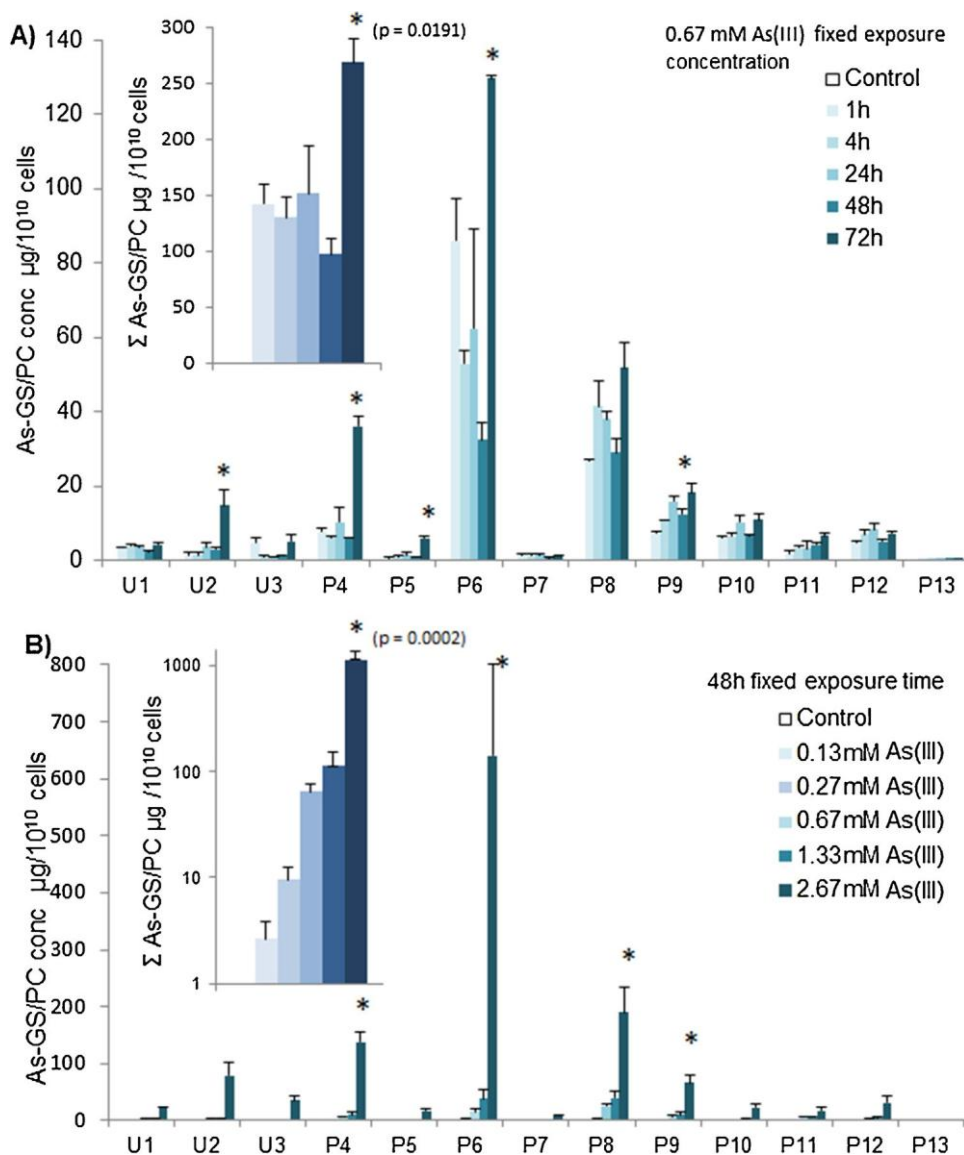 A)
140
120
100
80
60
40
20
0
As-GS/PC conc µg/10¹⁰ cells
300
250
200
150
100
50
0
Σ As-GS/PC µg /10¹⁰ cells
*
(p = 0.0191)
0.67 mM As(III) fixed exposure
concentration
Control
1h
4h
24h
48h
72h
*
*
*
*
*
U1 U2 U3 P4 P5 P6 P7 P8 P9 P10 P11 P12 P13
B)
800
700
600
500
400
300
200
100
0
As-GS/PC conc µg/10¹⁰ cells
1000
100
10
1
Σ As-GS/PC µg /10¹⁰ cells
*
(p = 0.0002)
48h fixed exposure time
Control
0.13mM As(III)
0.27mM As(III)
0.67mM As(III)
1.33mM As(III)
2.67mM As(III)
*
*
*
*
U1 U2 U3 P4 P5 P6 P7 P8 P9 P10 P11 P12 P13